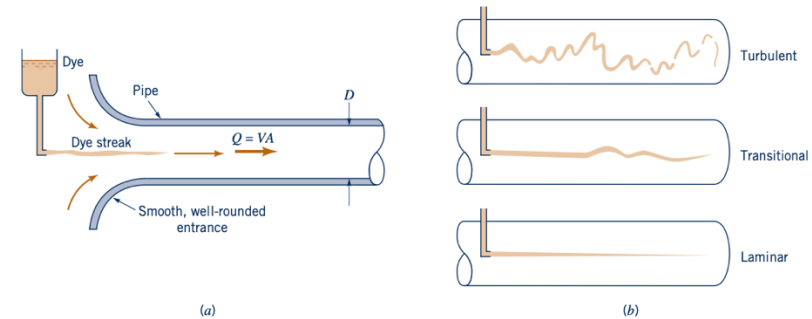 Dye
Pipe
D
Dye streak
Q = VA
Smooth, well-rounded
entrance
(a)
Turbulent
Transitional
Laminar
(b)